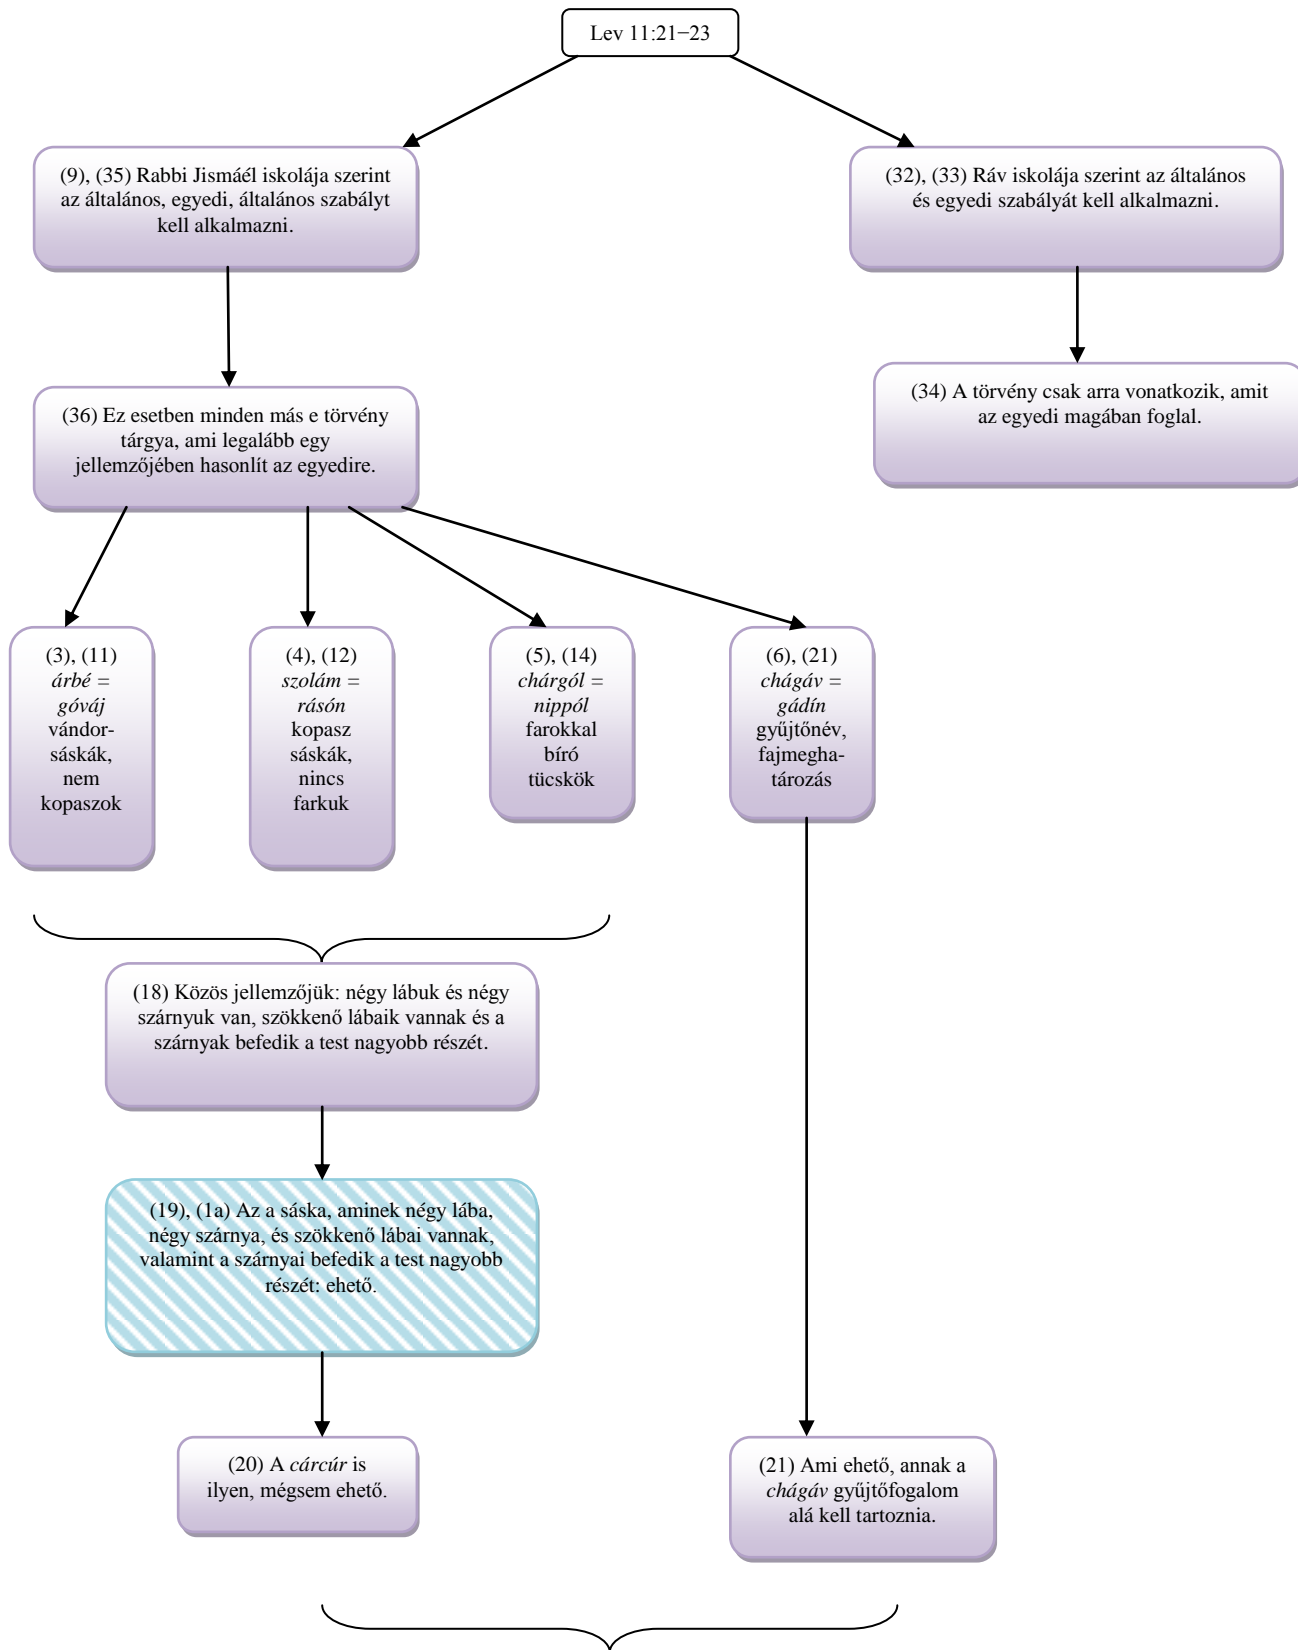 Lev 11:21−23
(9), (35) Rabbi Jismáél iskolája szerint
az általános, egyedi, általános szabályt
kell alkalmazni.
(32), (33) Ráv iskolája szerint az általános
és egyedi szabályát kell alkalmazni.
(36) Ez esetben minden más e törvény
tárgya, ami legalább egy
jellemzőjében hasonlít az egyedire.
(34) A törvény csak arra vonatkozik, amit
az egyedi magában foglal.
(3), (11)
árbé =
góváj
vándor-
sáskák,
nem
kopaszok
(4), (12)
szolám =
rásón
kopasz
sáskák,
nincs
farkuk
(5), (14)
chárgól =
nippól
farokkal
bíró
tücskök
(6), (21)
chágáv =
gádín
gyűjtőnév,
fajmegha-
tározás
(18) Közös jellemzőjük: négy lábuk és négy
szárnyuk van, szökkenő lábaik vannak és a
szárnyak befedik a test nagyobb részét.
(19), (1a) Az a sáska, aminek négy lába,
négy szárnya, és szökkenő lábai vannak,
valamint a szárnyai befedik a test nagyobb
részét: ehető.
(20) A cárcúr is
ilyen, mégsem ehető.
(21) Ami ehető, annak a
chágáv gyűjtőfogalom
alá kell tartoznia.